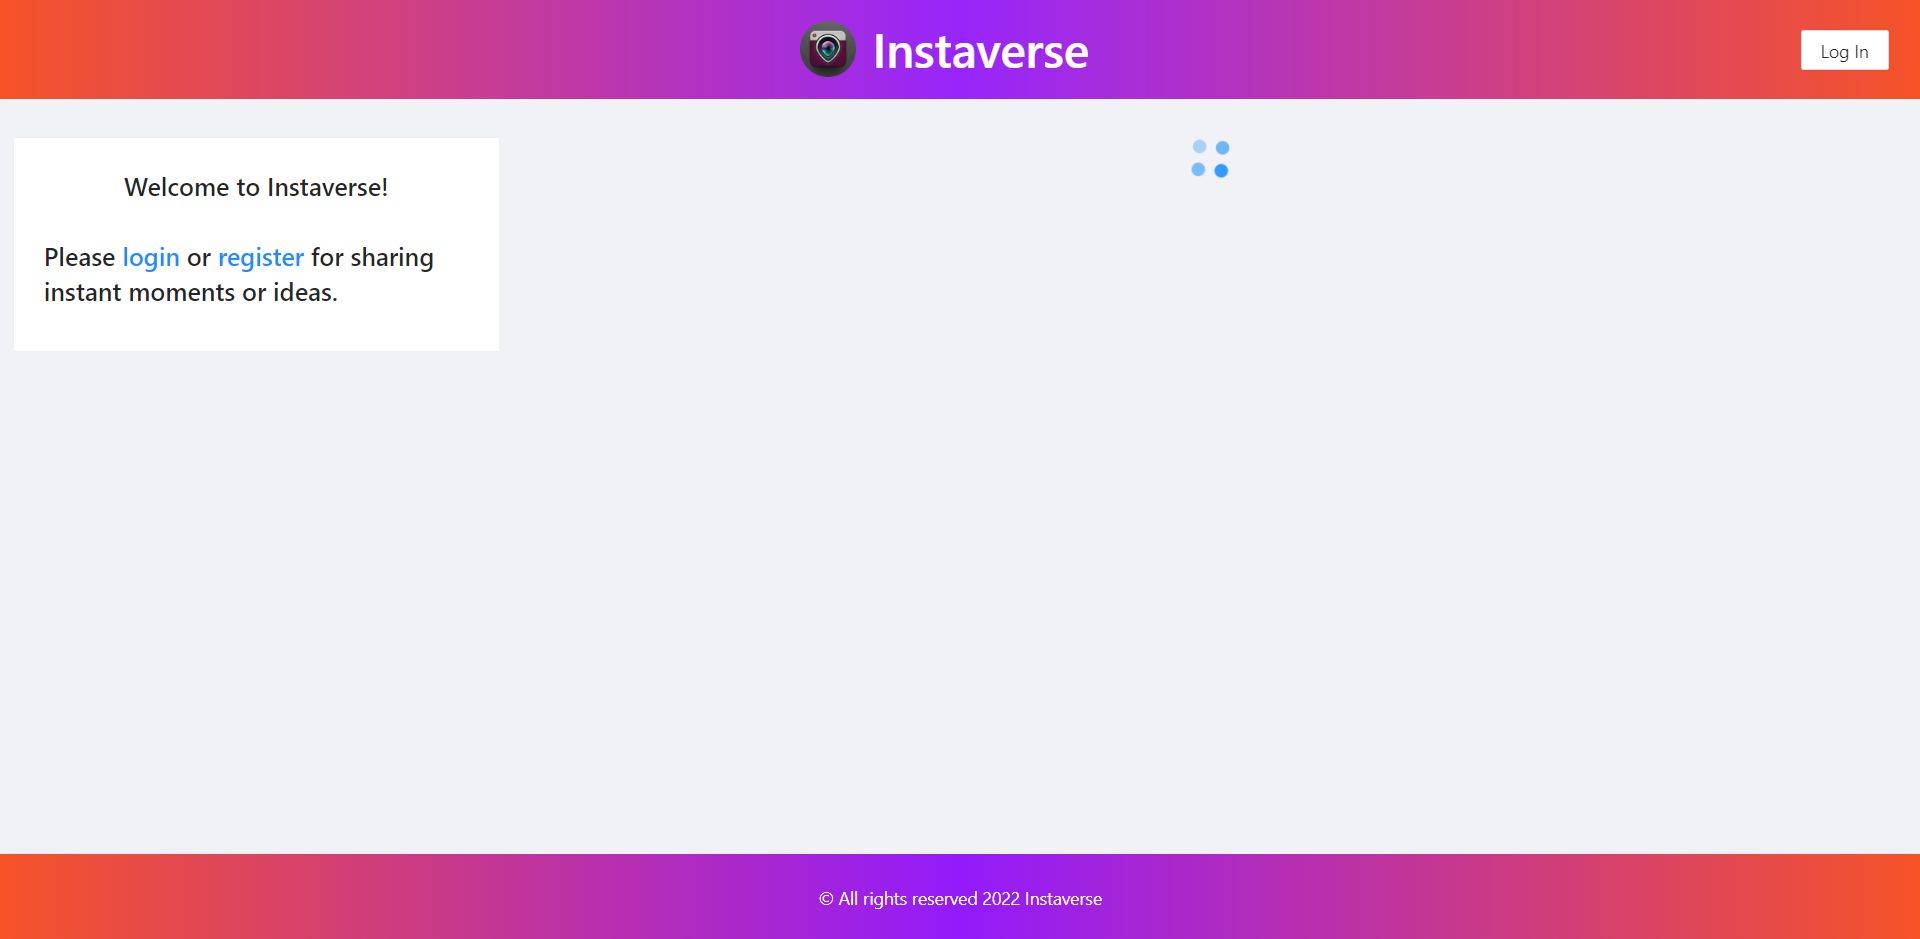 Instaverse
Log In
Welcome to Instaverse!
Please login or register for sharing
instant moments or ideas.
© All rights reserved 2022 Instaverse